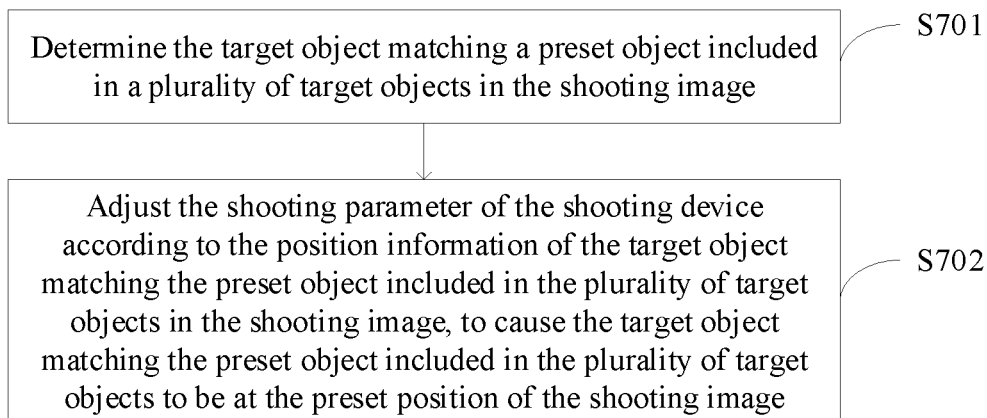 Determine the target object matching a preset object included
in a plurality of target objects in the shooting image
S701
Adjust the shooting parameter of the shooting device
according to the position information of the target object
matching the preset object included in the plurality of target
objects in the shooting image, to cause the target object
matching the preset object included in the plurality of target
objects to be at the preset position of the shooting image
S702